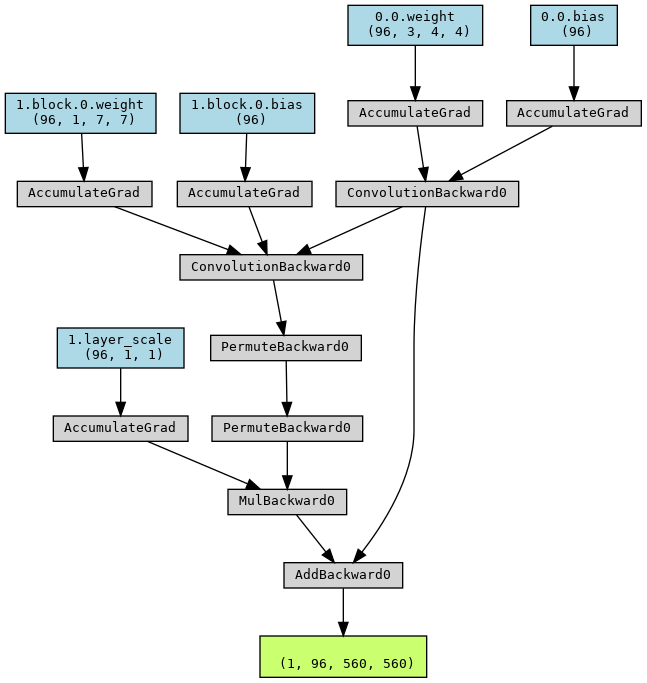 0.0.weight
(96, 3, 4, 4)
0.0.bias
(96)
1.block.0.weight
(96, 1, 7, 7)
1.block.0.bias
(96)
AccumulateGrad
AccumulateGrad
AccumulateGrad
AccumulateGrad
ConvolutionBackward0
ConvolutionBackward0
1.layer_scale
(96, 1, 1)
PermuteBackward0
AccumulateGrad
PermuteBackward0
MulBackward0
AddBackward0
(1, 96, 560, 560)